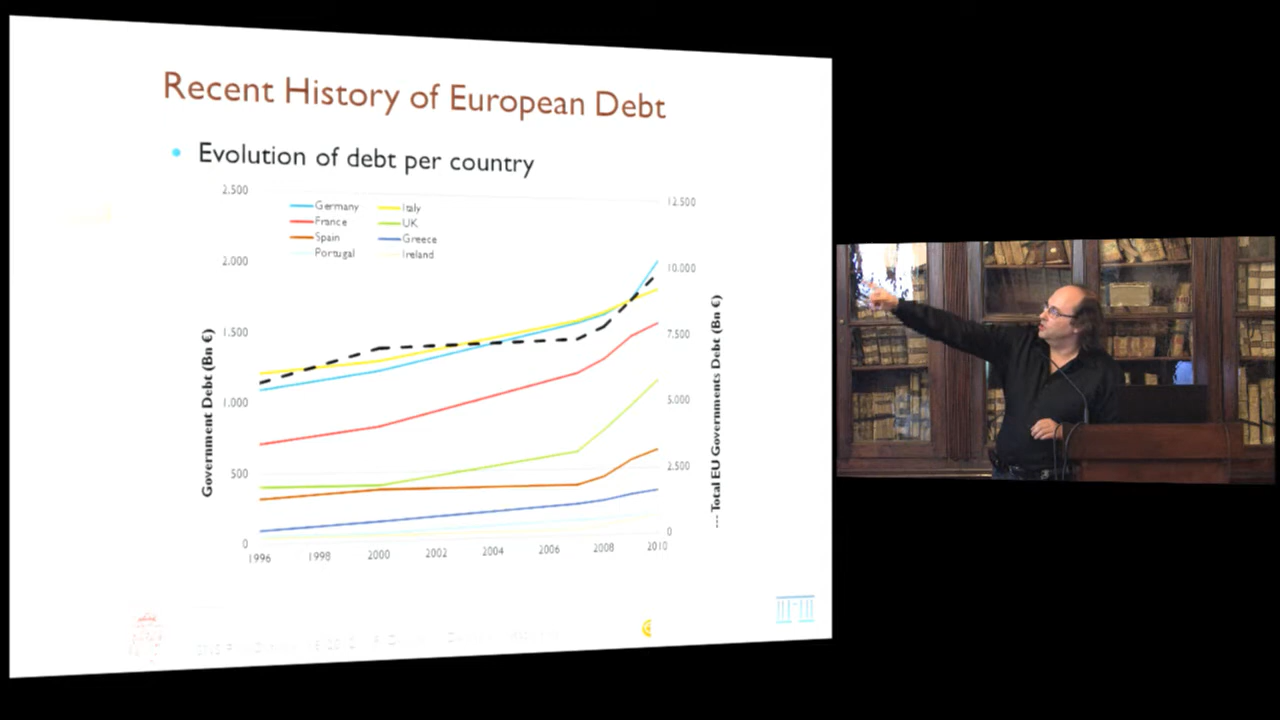 Recent History of European Debt
• Evolution of debt per country
2.500
2.000
1.500
1.000
500
0
Government Debt (Bn €)
Germany Italy
France UK
Spain Greece
Portugal Ireland
12.500
10.000
7.500
5.000
2.500
0
--- Total EU Governments Debt (Bn €)
1996 1998 2000 2002 2004 2006 2008 2010